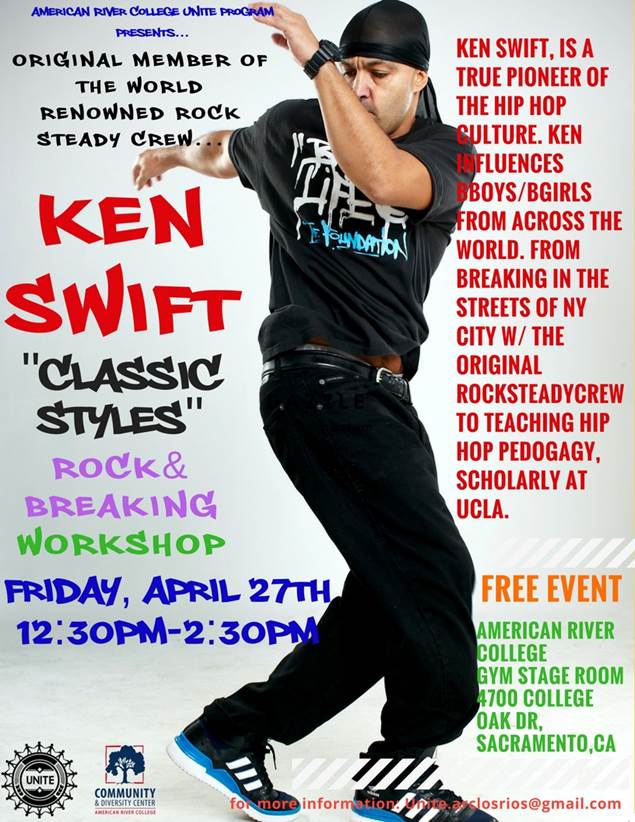 AMERICAN RIVER COLLEGE UNITE PROGRAM
PRESENTS...
ORIGINAL MEMBER OF
THE WORLD
RENOWNED ROCK
STEADY CREW...
KEN
SWIFT
"CLASSIC
STYLES"
ROCK&
BREAKING
WORKSHOP
FRIDAY, APRIL 27TH
12:30PM-2:30PM
KEN SWIFT, IS A
TRUE PIONEER OF
THE HIP HOP
CULTURE. KEN
INFLUENCES
BBOYS/BGIRLS
FROM ACROSS THE
WORLD. FROM
BREAKING IN THE
STREETS OF NY
CITY W/ THE
ORIGINAL
ROCKSTEADYCREW
TO TEACHING HIP
HOP PEDOGAGY,
SCHOLARLY AT
UCLA.
FREE EVENT
AMERICAN RIVER
COLLEGE
GYM STAGE ROOM
4700 COLLEGE
OAK DR,
SACRAMENTO,CA
UNITE
COMMUNITY
& DIVERSITY CENTER
AMERICAN RIVER COLLEGE
for more information: Unite.arclosrios@gmail.com